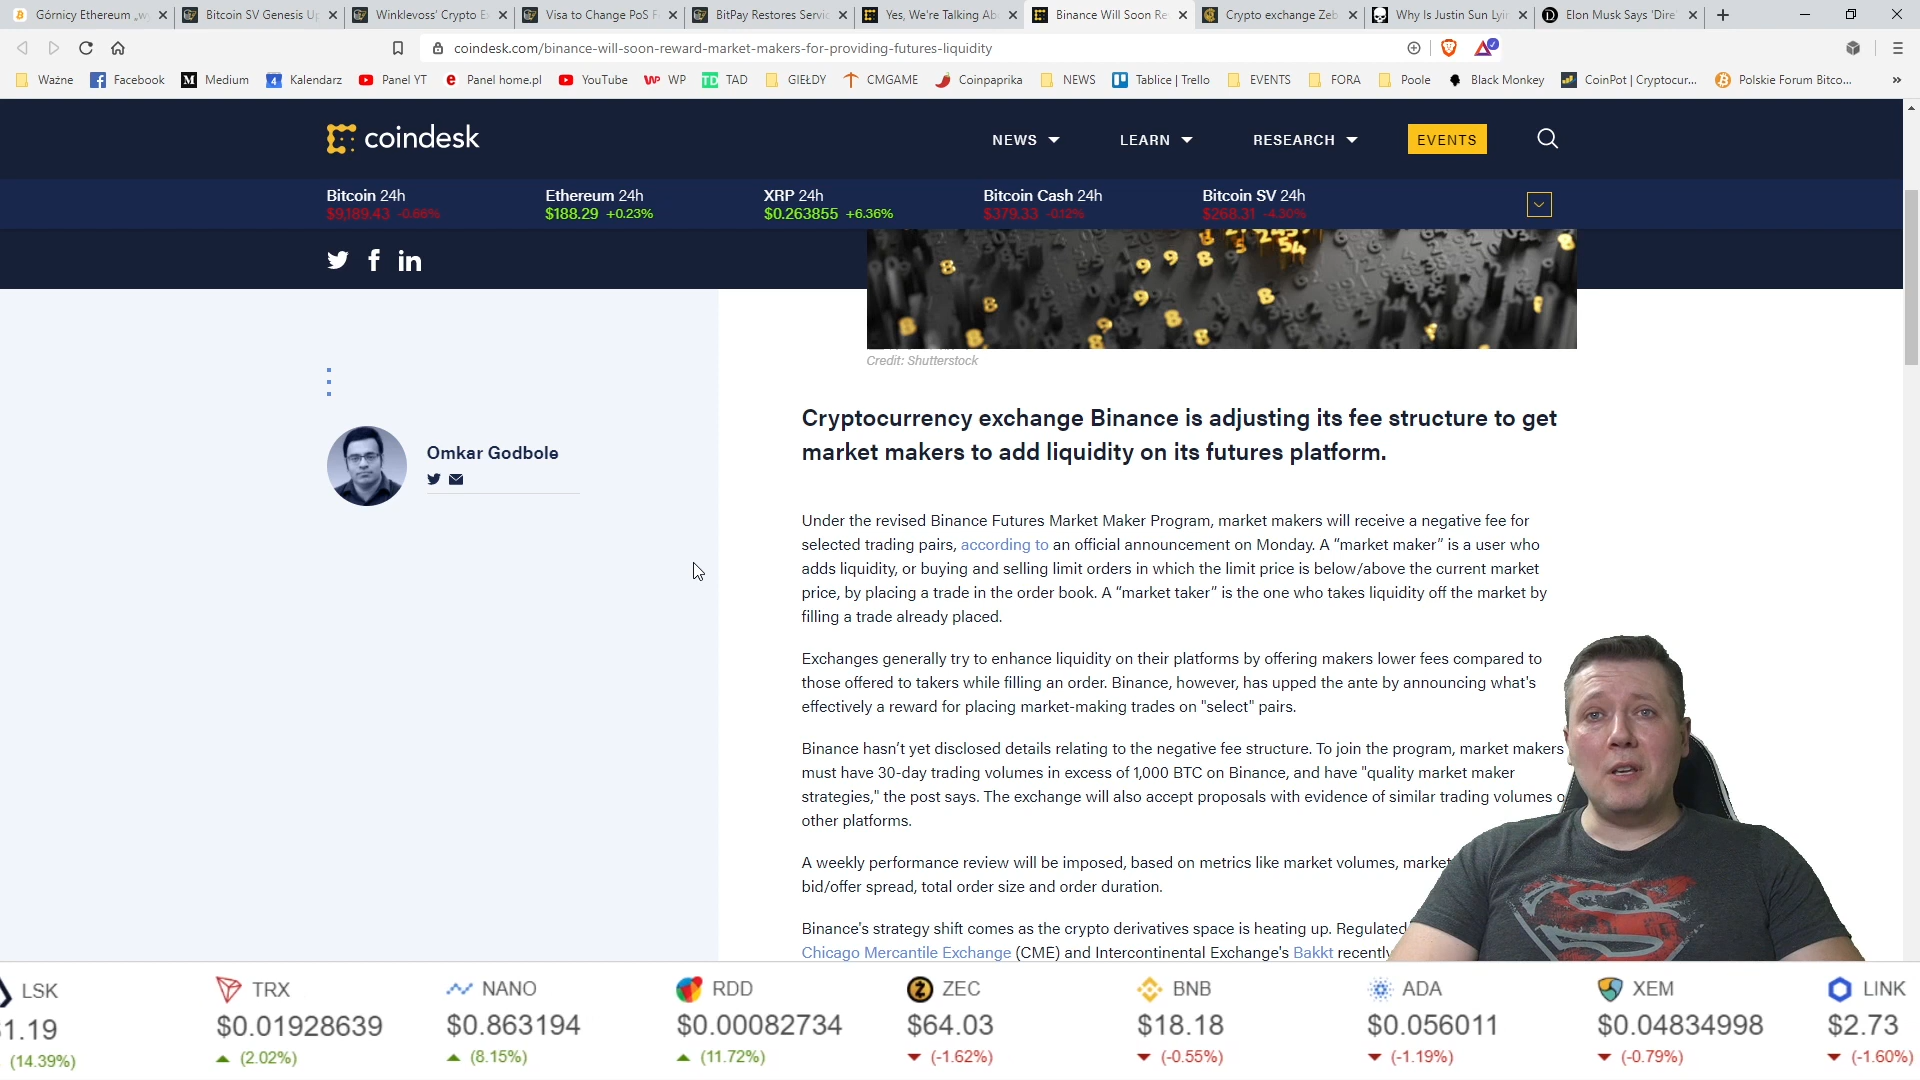 Górnicy Ethereum
Bitcoin SV Genesis
Winklevoss' Crypto
Visa to Change PoS
BitPay Restores
Yes, We're Talking
Binance Will Soon
Crypto exchange
Why Is Justin Sun
Elon Musk Says
coindesk.com/binance-will-soon-reward-market-makers-for-providing-futures-liquidity
Ważne
Facebook
Medium
Kalendarz
Panel YT
Panel home.pl
YouTube
WP
TAD
GIEŁDY
CMGAME
Coinpaprika
NEWS
Tablice | Trello
EVENTS
FORA
Poole
Black Monkey
CoinPot | Cryptocur...
Polskie Forum Bitco...
coindesk
NEWS
LEARN
RESEARCH
EVENTS
Bitcoin 24h
Ethereum 24h
XRP 24h
Bitcoin Cash 24h
Bitcoin SV 24h
$9,189.43 -0.66%
$188.29 +0.23%
$0.263855 +6.36%
$379.33 -0.12%
$268.31 -4.30%
Credit: Shutterstock
Omkar Godbole
Cryptocurrency exchange Binance is adjusting its fee structure to get
market makers to add liquidity on its futures platform.
Under the revised Binance Futures Market Maker Program, market makers will receive a negative fee for
selected trading pairs, according to an official announcement on Monday. A “market maker” is a user who
adds liquidity, or buying and selling limit orders in which the limit price is below/above the current market
price, by placing a trade in the order book. A “market taker” is the one who takes liquidity off the market by
filling a trade already placed.
Exchanges generally try to enhance liquidity on their platforms by offering makers lower fees compared to
those offered to takers while filling an order. Binance, however, has upped the ante by announcing what's
effectively a reward for placing market-making trades on "select" pairs.
Binance hasn’t yet disclosed details relating to the negative fee structure. To join the program, market makers
must have 30-day trading volumes in excess of 1,000 BTC on Binance, and have "quality market maker
strategies," the post says. The exchange will also accept proposals with evidence of similar trading volumes
other platforms.
A weekly performance review will be imposed, based on metrics like market volumes, market
bid/offer spread, total order size and order duration.
Binance's strategy shift comes as the crypto derivatives space is heating up. Regulated
Chicago Mercantile Exchange (CME) and Intercontinental Exchange's Bakkt recently
LSK
TRX
NANO
RDD
ZEC
BNB
ADA
XEM
LINK
1.19
$0.01928639
$0.863194
$0.00082734
$64.03
$18.18
$0.056011
$0.04834998
$2.73
(14.39%)
(2.02%)
(8.15%)
(11.72%)
(-1.62%)
(-0.55%)
(-1.19%)
(-0.79%)
(-1.60%)